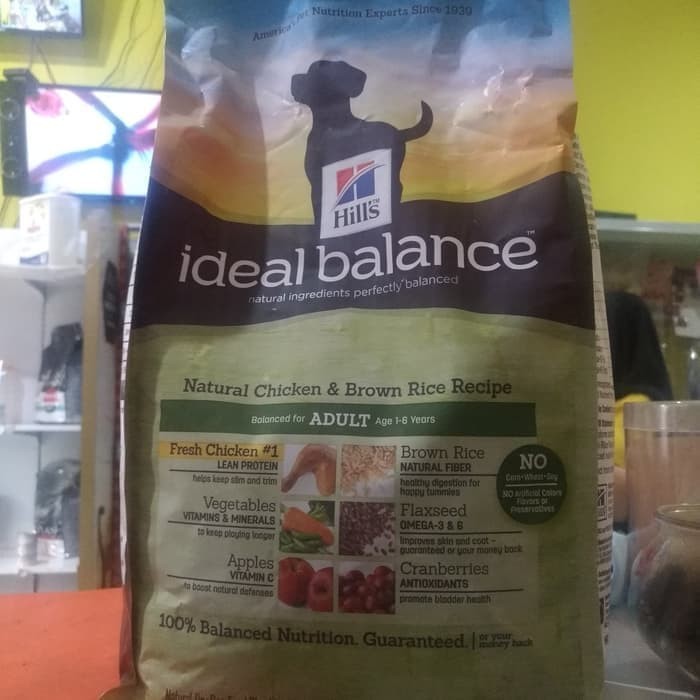 America's Pet Nutrition Experts Since 1939
Hill's™
ideal balance™
natural ingredients perfectly balanced
Natural Chicken & Brown Rice Recipe
Balanced for ADULT Age 1-6 Years
Fresh Chicken #1
LEAN PROTEIN
helps keep slim and trim
Brown Rice
NATURAL FIBER
healthy digestion for
happy tummies
NO
Corn•Wheat•Soy
NO Artificial Colors
Flavors or
Preservatives
Vegetables
VITAMINS & MINERALS
to keep playing longer
Flaxseed
OMEGA-3 & 6
Improves skin and coat -
guaranteed or your money back
Apples
VITAMIN C
to boost natural defenses
Cranberries
ANTIOXIDANTS
promote bladder health
100% Balanced Nutrition. Guaranteed. | or your
money back